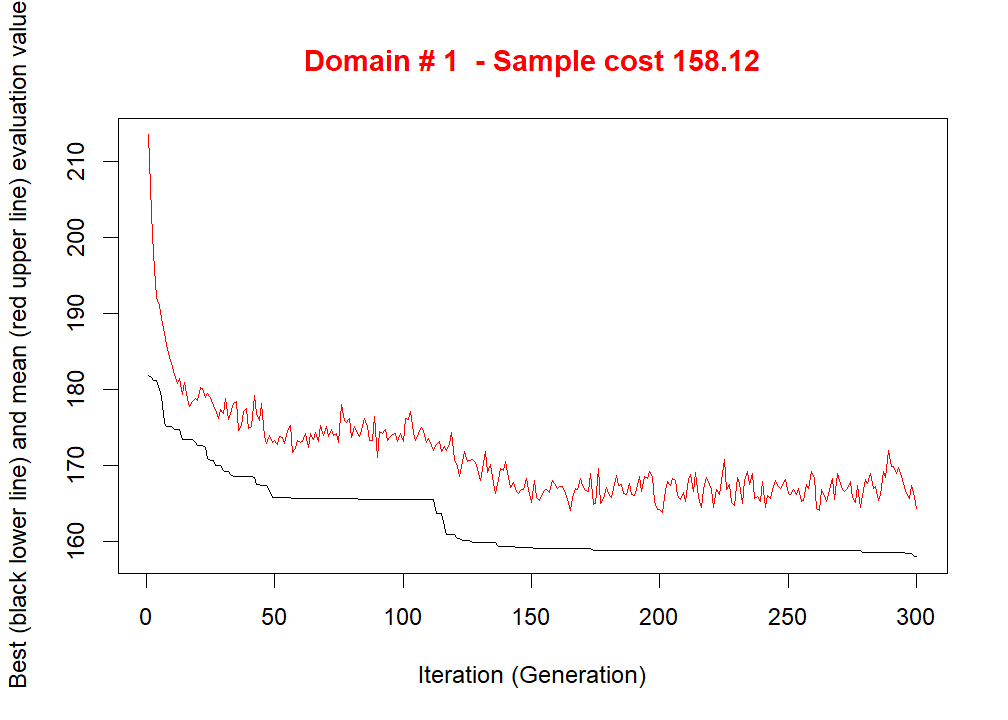 Domain # 1  - Sample cost 158.12
Best (black lower line) and mean (red upper line) evaluation value
210
200
190
180
170
160
0 50 100 150 200 250 300
Iteration (Generation)